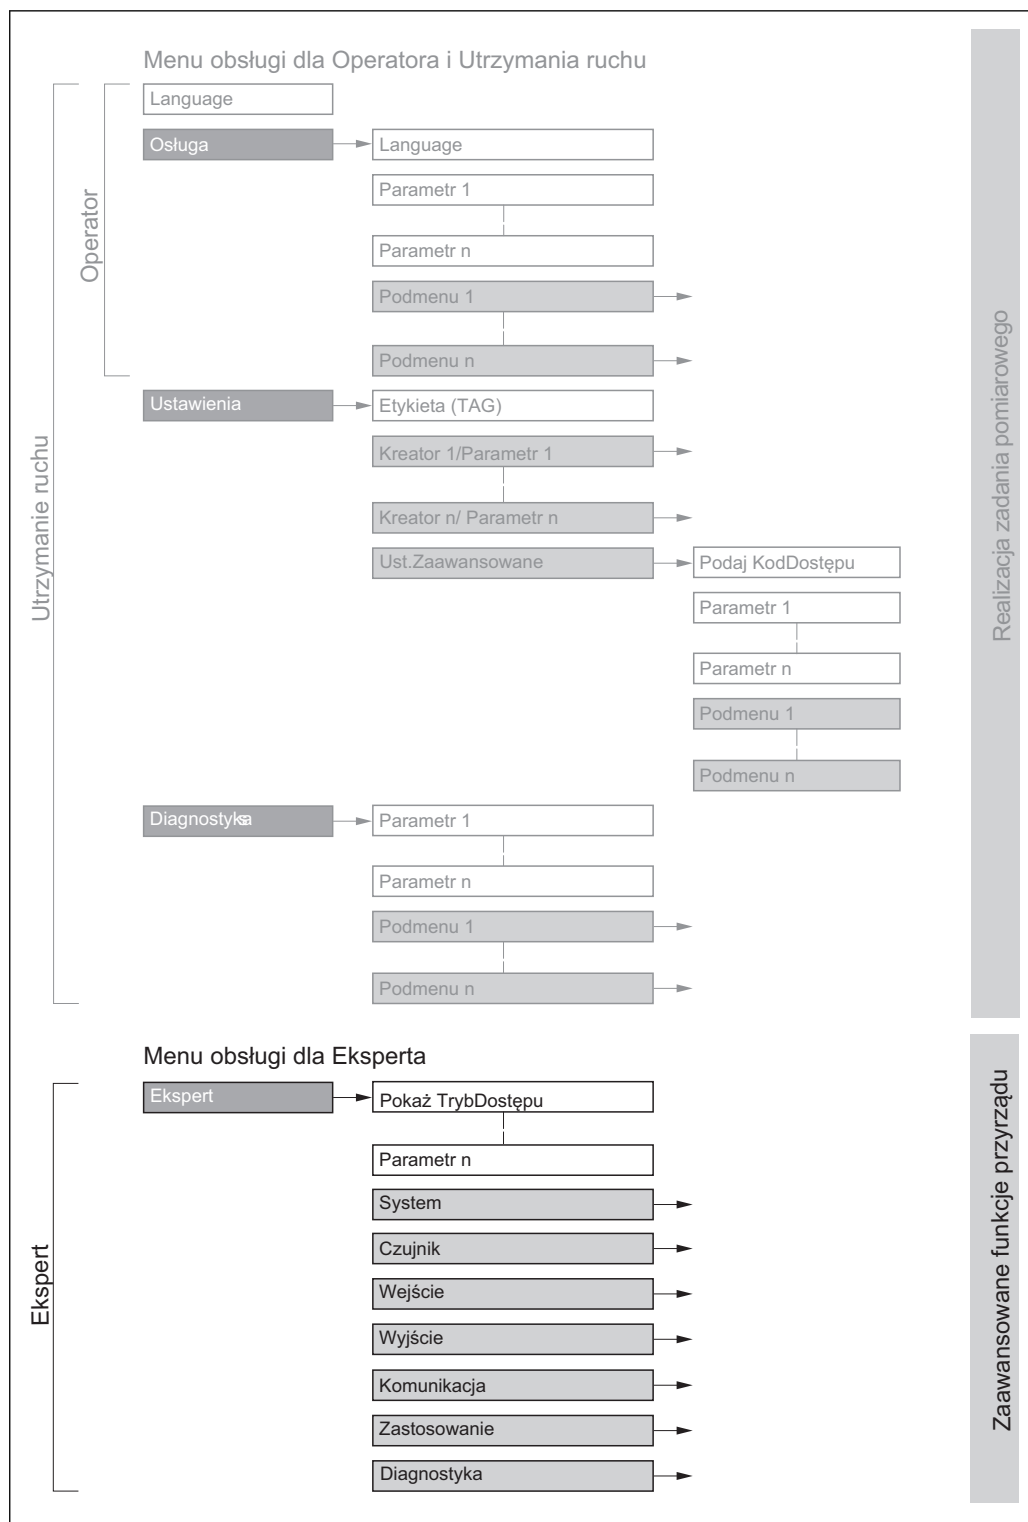 Menu obsługi dla Operatora i Utrzymania ruchu
Language
Osługa
Language
Parametr 1
Parametr n
Podmenu 1
Podmenu n
Operator
Ustawienia
Etykieta (TAG)
Kreator 1/Parametr 1
Kreator n/ Parametr n
Ust.Zaawansowane
Podaj KodDostępu
Parametr 1
Parametr n
Podmenu 1
Podmenu n
Utrzymanie ruchu
Diagnostyka
Parametr 1
Parametr n
Podmenu 1
Podmenu n
Realizacja zadania pomiarowego
Menu obsługi dla Eksperta
Ekspert
Pokaż TrybDostępu
Parametr n
System
Czujnik
Wejście
Wyjście
Komunikacja
Zastosowanie
Diagnostyka
Ekspert
Zaawansowane funkcje przyrządu